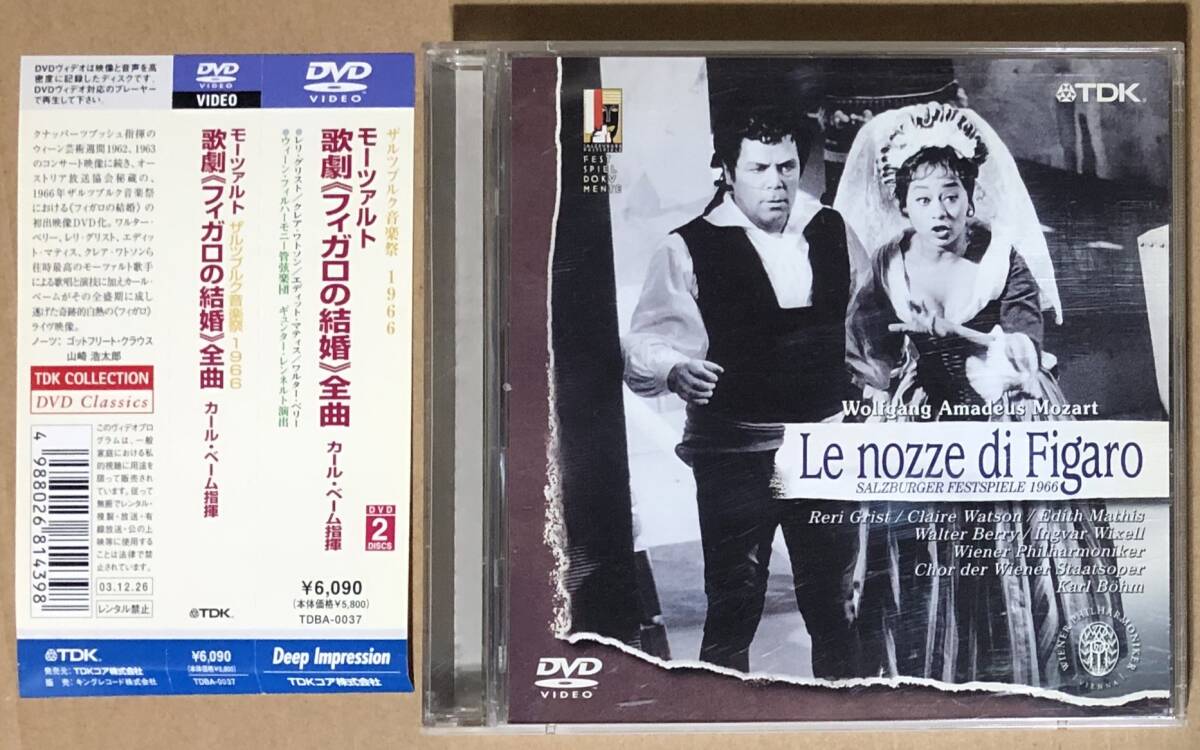 DVDヴィデオは映像と音声を高
密度に記録したディスクです。
DVDヴィデオ対応のプレーヤー
で再生して下さい。
クナッパーツブッシュ指揮の
ウィーン芸術週間1962、1963
のコンサート映像に続き、オー
ストリア放送協会秘蔵の、
1966年ザルツブルク音楽祭
における《フィガロの結婚》の
初出映像DVD化。ワルター・
ベリー、レリ・グリスト、エディッ
ト・マティス、クレア・ワトソンら
往時最高のモーツァルト歌手
による歌唱と演技に加えカール・
ベームがその全盛期に成し
遂げた奇跡的白熱の《フィガロ》
ライヴ映像。
ノーツ：ゴットフリート・クラウス
山崎 浩太郎
TDK COLLECTION
DVD Classics
4 988026 814398
このヴィデオプロ
グラムは、一般
家庭における私
的視聴に用途を
限って販売され
ています。従って
無断でレンタル・
複製・放送・有
線放送・公の上
映等に使用する
ことは法律で禁
止されています。
03.12.26
レンタル禁止
TDK
発売元：TDKコア株式会社
販 売：キングレコード株式会社
DVD
VIDEO
VIDEO
モーツァルト
歌劇《フィガロの結婚》全曲
ザルツブルク音楽祭 1966
カール・ベーム指揮
TDK
¥6,090
(本体価格¥5,800)
TDBA-0037
DVD
VIDEO
ザルツブルク音楽祭 1966
モーツァルト
歌劇《フィガロの結婚》全曲
カール・ベーム指揮
●レリ・グリスト／クレア・ワトソン／エディット・マティス／ワルター・ベリー
●ウィーン・フィルハーモニー管弦楽団 ギュンター・レンネルト演出
DVD
2
DISCS
¥6,090
(本体価格¥5,800)
TDBA-0037
Deep Impression
TDKコア株式会社
FEST
SPIEL
DOKU
MENTE
TDK
Wolfgang Amadeus Mozart
Le nozze di Figaro
SALZBURGER FESTSPIELE 1966
Reri Grist / Claire Watson / Edith Mathis
Walter Berry / Ingvar Wixell
Wiener Philharmoniker
Chor der Wiener Staatsoper
Karl Böhm
WIENER PHILHARMONIKER
VIENNA
DVD
VIDEO